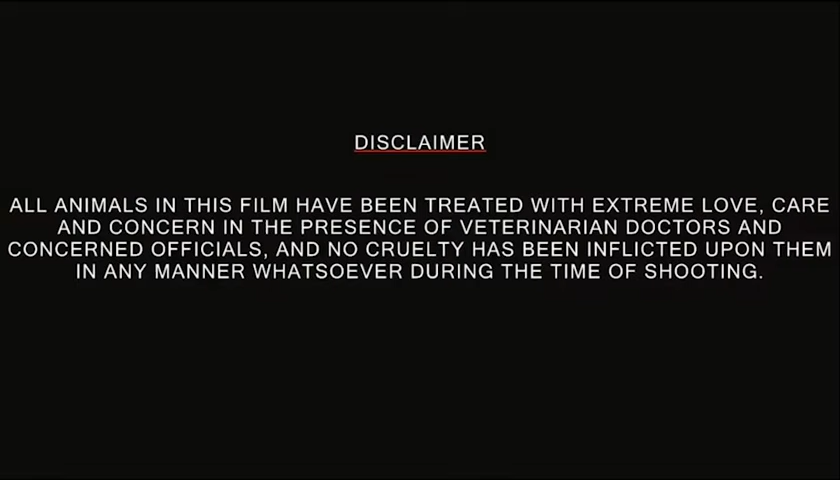 DISCLAIMER
ALL ANIMALS IN THIS FILM HAVE BEEN TREATED WITH EXTREME LOVE, CARE
AND CONCERN IN THE PRESENCE OF VETERINARIAN DOCTORS AND
CONCERNED OFFICIALS, AND NO CRUELTY HAS BEEN INFLICTED UPON THEM
IN ANY MANNER WHATSOEVER DURING THE TIME OF SHOOTING.